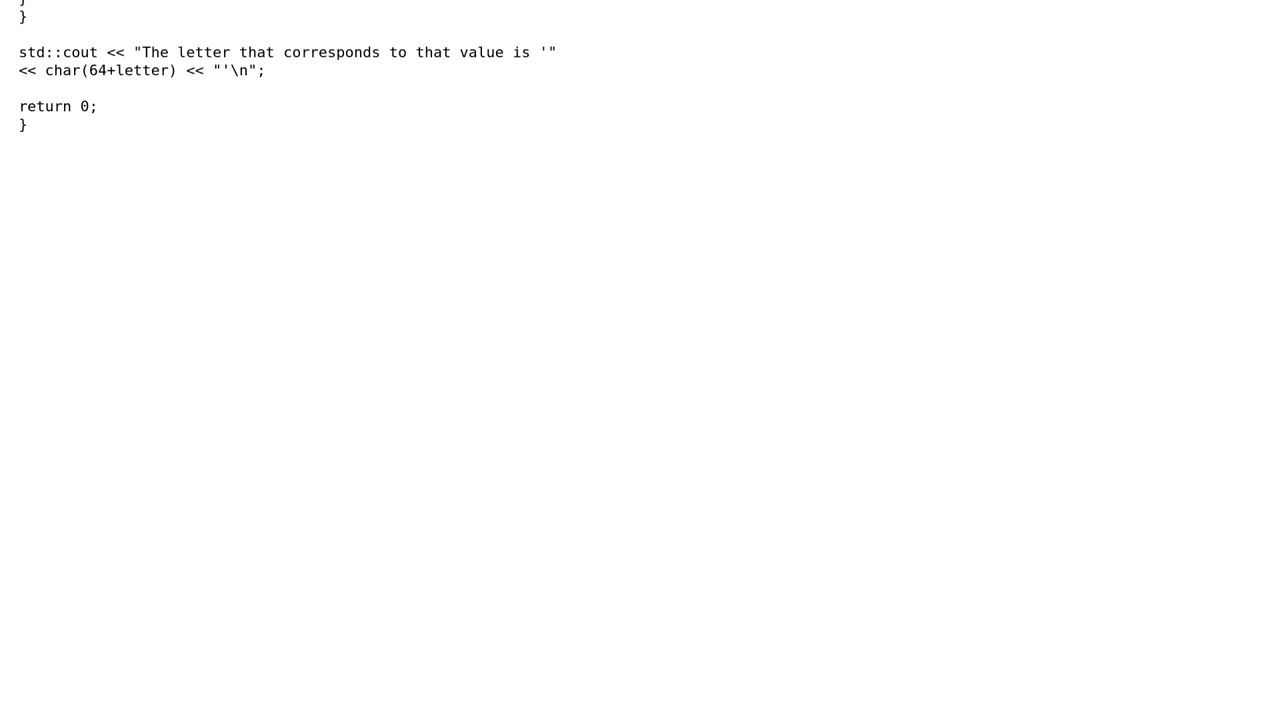 }
}
std::cout << "The letter that corresponds to that value is '"
<< char(64+letter) << "'\n";
return 0;
}